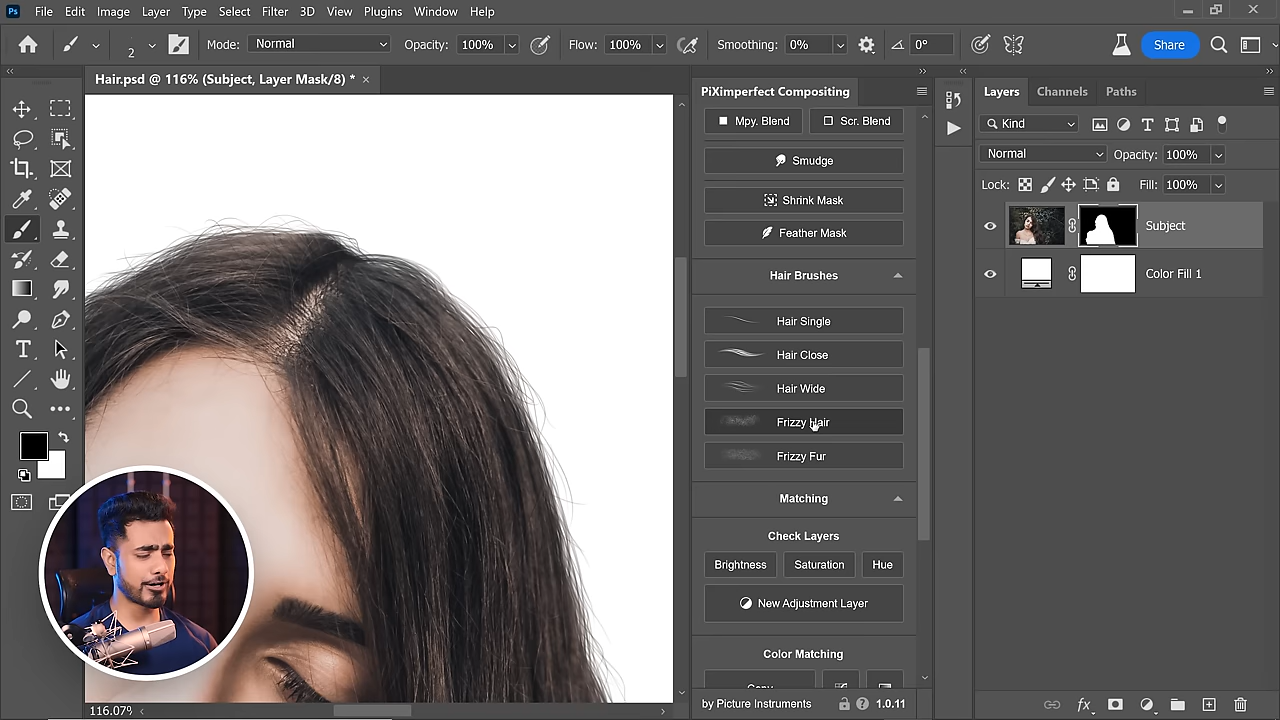 Ps File Edit Image Layer Type Select Filter 3D View Plugins Window Help
2 Mode: Normal Opacity: 100% Flow: 100% Smoothing: 0% 0° Share
Hair.psd @ 116% (Subject, Layer Mask/8) * ×
PiXimperfect Compositing
Mpy. Blend Scr. Blend
Smudge
Shrink Mask
Feather Mask
Hair Brushes
Hair Single
Hair Close
Hair Wide
Frizzy Hair
Frizzy Fur
Matching
Check Layers
Brightness Saturation Hue
New Adjustment Layer
Color Matching
Copy
by Picture Instruments 1.0.11
Layers Channels Paths
Kind
Normal Opacity: 100%
Lock: Fill: 100%
Subject
Color Fill 1
fx
116.07%